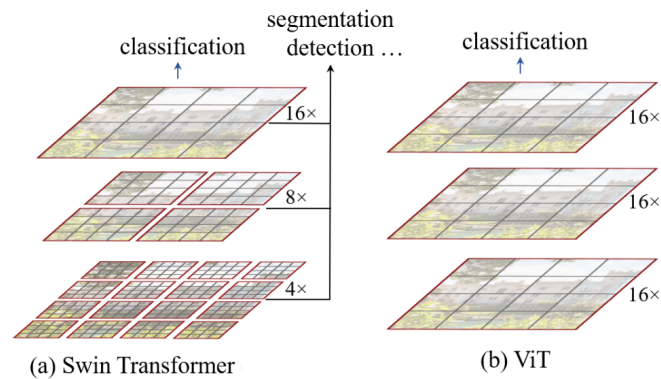 segmentation
classification
detection ...
classification
16×
16×
8×
16×
4×
16×
(a) Swin Transformer
(b) ViT